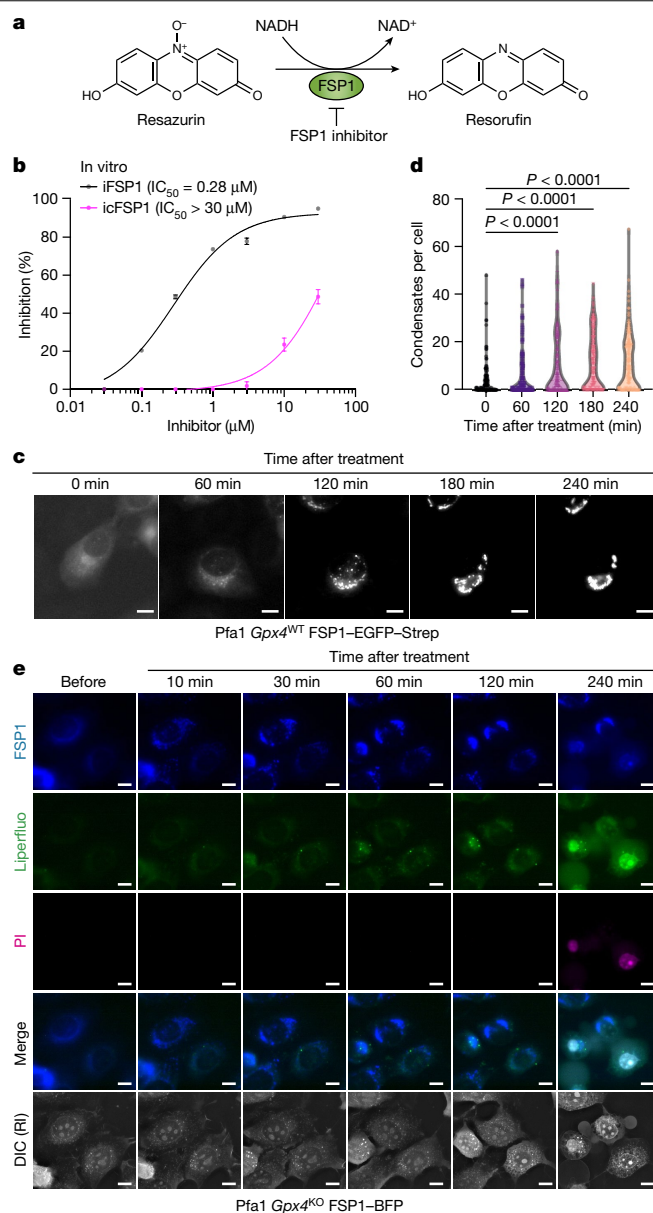 a
NADH
NAD⁺
O⁻
N⁺
HO
O
O
FSP1
N
HO
O
O
Resazurin
Resorufin
FSP1 inhibitor
b
In vitro
iFSP1 (IC₅₀ = 0.28 μM)
icFSP1 (IC₅₀ > 30 μM)
Inhibition (%)
100
80
60
40
20
0
0.01
0.1
1
10
100
Inhibitor (μM)
d
P < 0.0001
P < 0.0001
P < 0.0001
Condensates per cell
80
60
40
20
0
0
60
120
180
240
Time after treatment (min)
c
Time after treatment
0 min
60 min
120 min
180 min
240 min
Pfa1 Gpx4ᵂᵀ FSP1–EGFP–Strep
e
Time after treatment
Before
10 min
30 min
60 min
120 min
240 min
FSP1
Liperfluo
PI
Merge
DIC (RI)
Pfa1 Gpx4ᴷᴼ FSP1–BFP